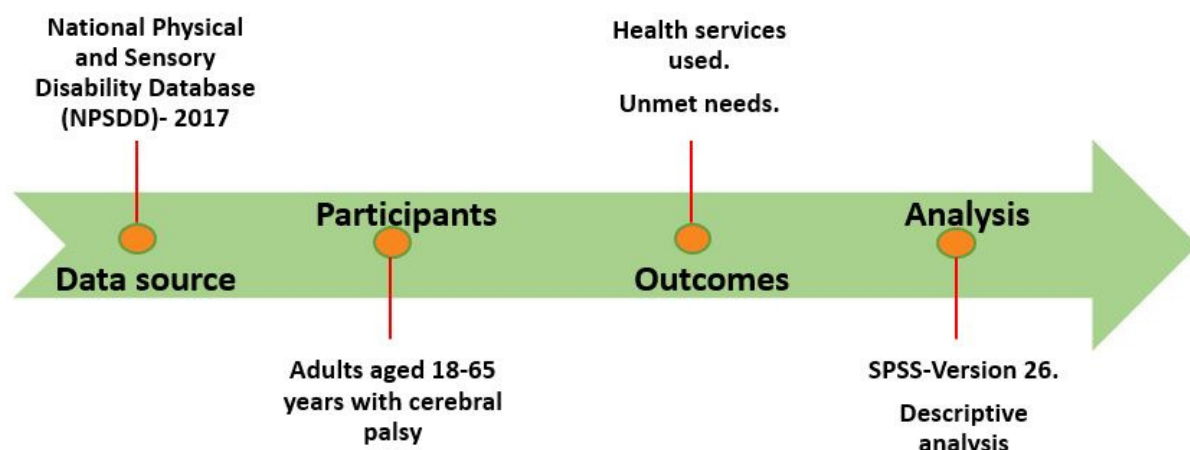 National Physical
and Sensory
Disability Database
(NPSDD)- 2017
Data source
Participants
Adults aged 18-65
years with cerebral
palsy
Health services
used.
Unmet needs.
Outcomes
Analysis
SPSS-Version 26.
Descriptive
analysis